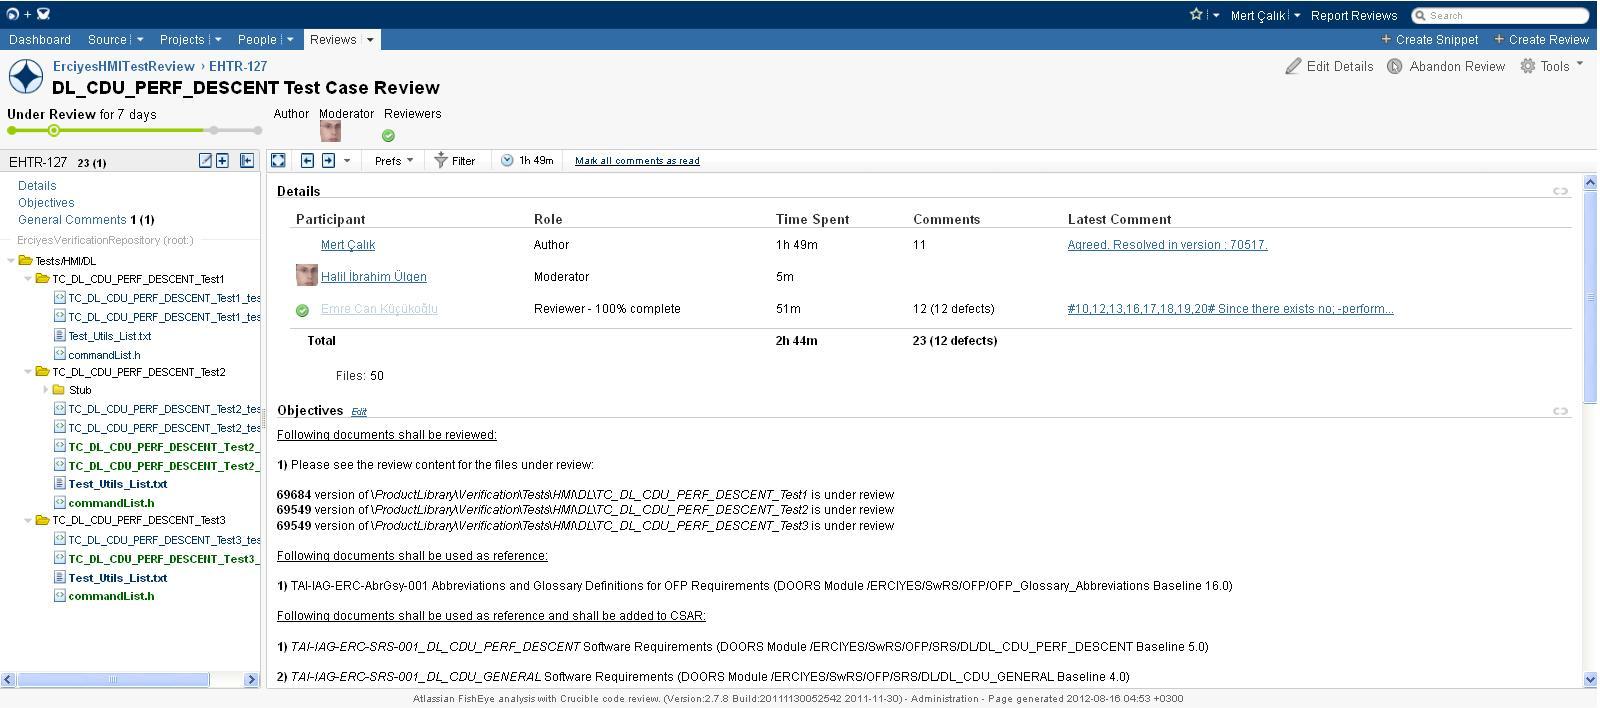 Mert Çalık Report Reviews Search
Dashboard Source Projects People Reviews + Create Snippet + Create Review
ErciyesHMITestReview › EHTR-127 Edit Details Abandon Review Tools
DL_CDU_PERF_DESCENT Test Case Review
Under Review for 7 days
Author Moderator Reviewers
EHTR-127 23 (1)
Prefs Filter 1h 49m Mark all comments as read
Details
Objectives
General Comments 1 (1)
ErciyesVerificationRepository (root:)
Tests/HMI/DL
TC_DL_CDU_PERF_DESCENT_Test1
TC_DL_CDU_PERF_DESCENT_Test1_tes
TC_DL_CDU_PERF_DESCENT_Test1_tes
Test_Utils_List.txt
commandList.h
TC_DL_CDU_PERF_DESCENT_Test2
Stub
TC_DL_CDU_PERF_DESCENT_Test2_tes
TC_DL_CDU_PERF_DESCENT_Test2_tes
TC_DL_CDU_PERF_DESCENT_Test2_
TC_DL_CDU_PERF_DESCENT_Test2_
Test_Utils_List.txt
commandList.h
TC_DL_CDU_PERF_DESCENT_Test3
TC_DL_CDU_PERF_DESCENT_Test3_tes
TC_DL_CDU_PERF_DESCENT_Test3_
Test_Utils_List.txt
commandList.h
Details
Participant Role Time Spent Comments Latest Comment
Mert Çalık Author 1h 49m 11 Agreed. Resolved in version : 70517.
Halil İbrahim Ülgen Moderator 5m
Emre Can Küçükoğlu Reviewer - 100% complete 51m 12 (12 defects) #10,12,13,16,17,18,19,20# Since there exists no; -perform...
Total 2h 44m 23 (12 defects)
Files: 50
Objectives Edit
Following documents shall be reviewed:
1) Please see the review content for the files under review:
69684 version of \ProductLibrary\Verification\Tests\HMI\DL\TC_DL_CDU_PERF_DESCENT_Test1 is under review
69549 version of \ProductLibrary\Verification\Tests\HMI\DL\TC_DL_CDU_PERF_DESCENT_Test2 is under review
69549 version of \ProductLibrary\Verification\Tests\HMI\DL\TC_DL_CDU_PERF_DESCENT_Test3 is under review
Following documents shall be used as reference:
1) TAI-IAG-ERC-AbrGsy-001 Abbreviations and Glossary Definitions for OFP Requirements (DOORS Module /ERCIYES/SwRS/OFP/OFP_Glossary_Abbreviations Baseline 16.0)
Following documents shall be used as reference and shall be added to CSAR:
1) TAI-IAG-ERC-SRS-001_DL_CDU_PERF_DESCENT Software Requirements (DOORS Module /ERCIYES/SwRS/OFP/SRS/DL/DL_CDU_PERF_DESCENT Baseline 5.0)
2) TAI-IAG-ERC-SRS-001_DL_CDU_GENERAL Software Requirements (DOORS Module /ERCIYES/SwRS/OFP/SRS/DL/DL_CDU_GENERAL Baseline 4.0)
Atlassian FishEye analysis with Crucible code review. (Version:2.7.8 Build:20111130052542 2011-11-30) - Administration - Page generated 2012-08-16 04:53 +0300